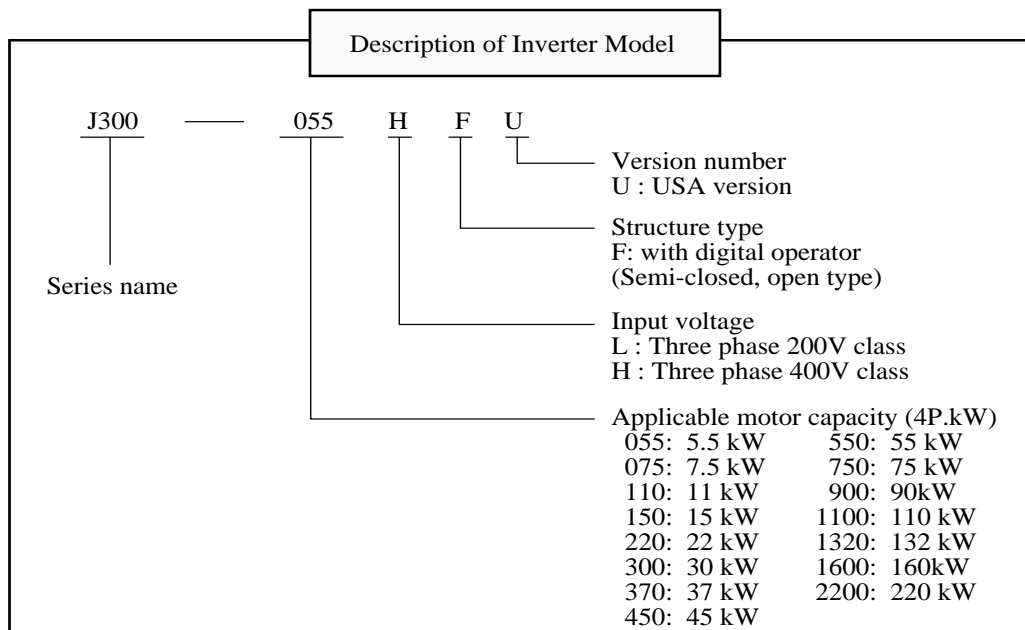 Description of Inverter Model
J300 — 055 H F U
Version number
U : USA version
Structure type
F: with digital operator
(Semi-closed, open type)
Series name
Input voltage
L : Three phase 200V class
H : Three phase 400V class
Applicable motor capacity (4P.kW)
055: 5.5 kW 550: 55 kW
075: 7.5 kW 750: 75 kW
110: 11 kW 900: 90kW
150: 15 kW 1100: 110 kW
220: 22 kW 1320: 132 kW
300: 30 kW 1600: 160kW
370: 37 kW 2200: 220 kW
450: 45 kW